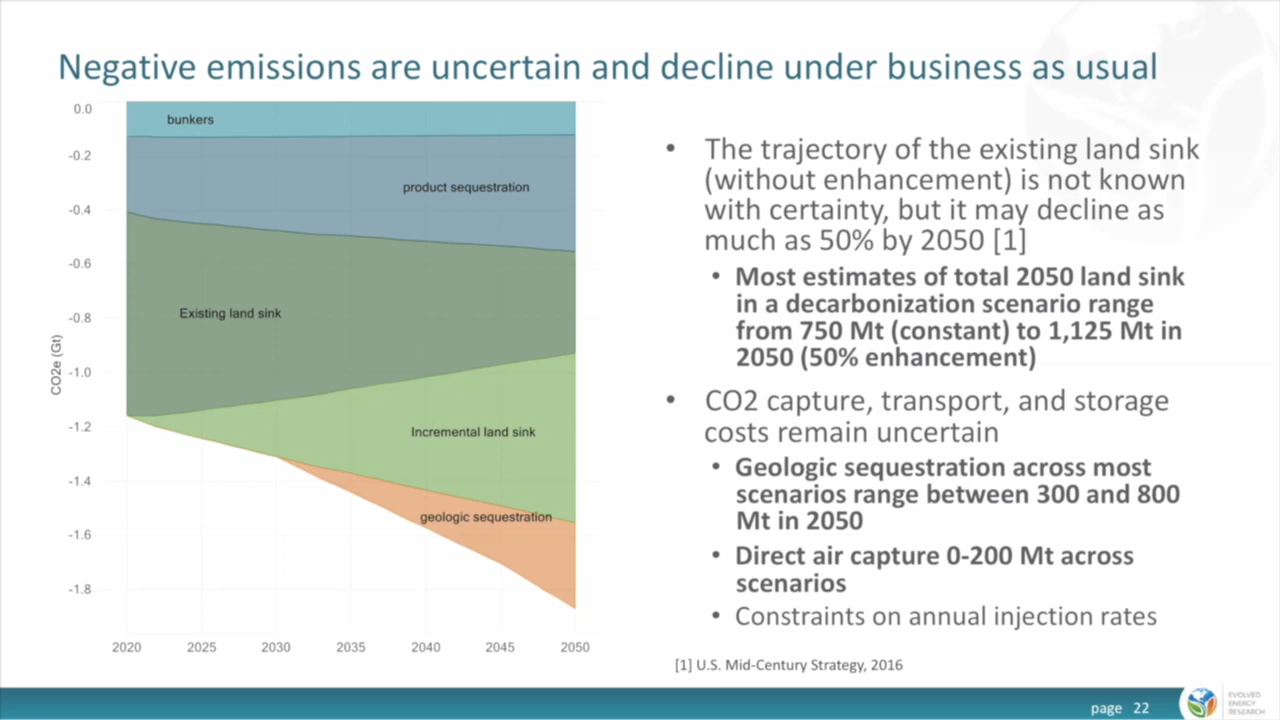 Negative emissions are uncertain and decline under business as usual
0.0
-0.2
-0.4
-0.6
-0.8
-1.0
-1.2
-1.4
-1.6
-1.8
CO2e (Gt)
bunkers
product sequestration
Existing land sink
Incremental land sink
geologic sequestration
2020 2025 2030 2035 2040 2045 2050
• The trajectory of the existing land sink
(without enhancement) is not known
with certainty, but it may decline as
much as 50% by 2050 [1]
• Most estimates of total 2050 land sink
in a decarbonization scenario range
from 750 Mt (constant) to 1,125 Mt in
2050 (50% enhancement)
• CO2 capture, transport, and storage
costs remain uncertain
• Geologic sequestration across most
scenarios range between 300 and 800
Mt in 2050
• Direct air capture 0-200 Mt across
scenarios
• Constraints on annual injection rates
[1] U.S. Mid-Century Strategy, 2016
page 22
EVOLVED
ENERGY
RESEARCH